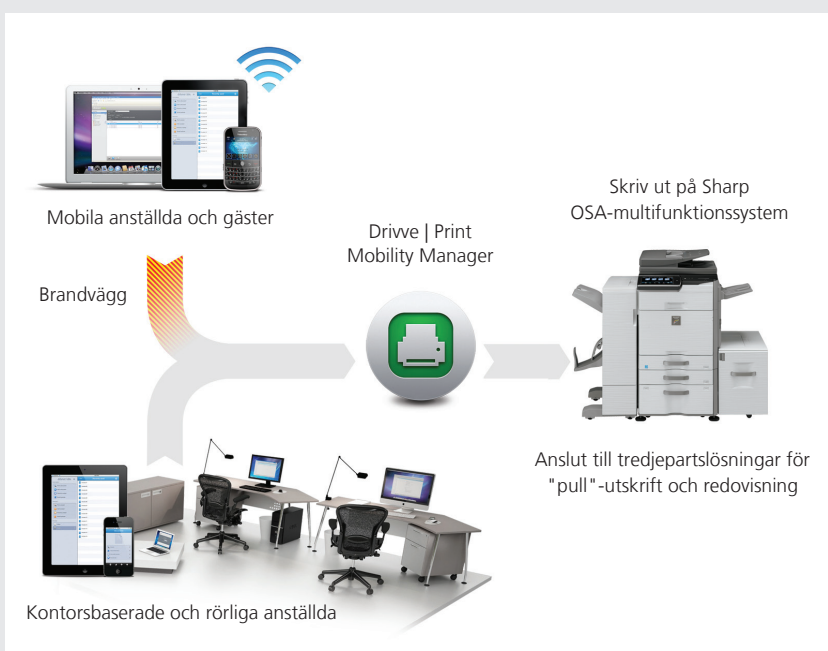 Mobila anställda och gäster
Brandvägg
Drivve | Print
Mobility Manager
Skriv ut på Sharp
OSA-multifunktionssystem
Anslut till tredjepartslösningar för
"pull"-utskrift och redovisning
Kontorsbaserade och rörliga anställda